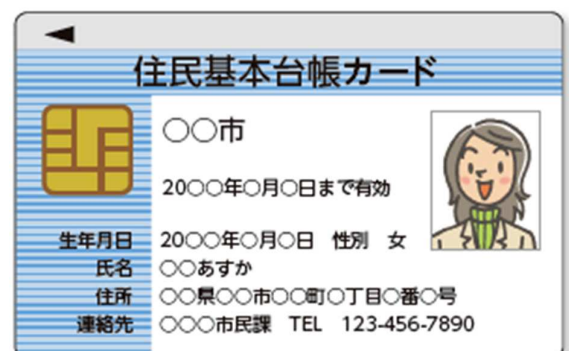 住民基本台帳カード
○○市
20○○年○月○日まで有効
生年月日 20○○年○月○日 性別 女
氏名 ○○あすか
住所 ○○県○○市○○町○丁目○番○号
連絡先 ○○○市民課 TEL 123-456-7890